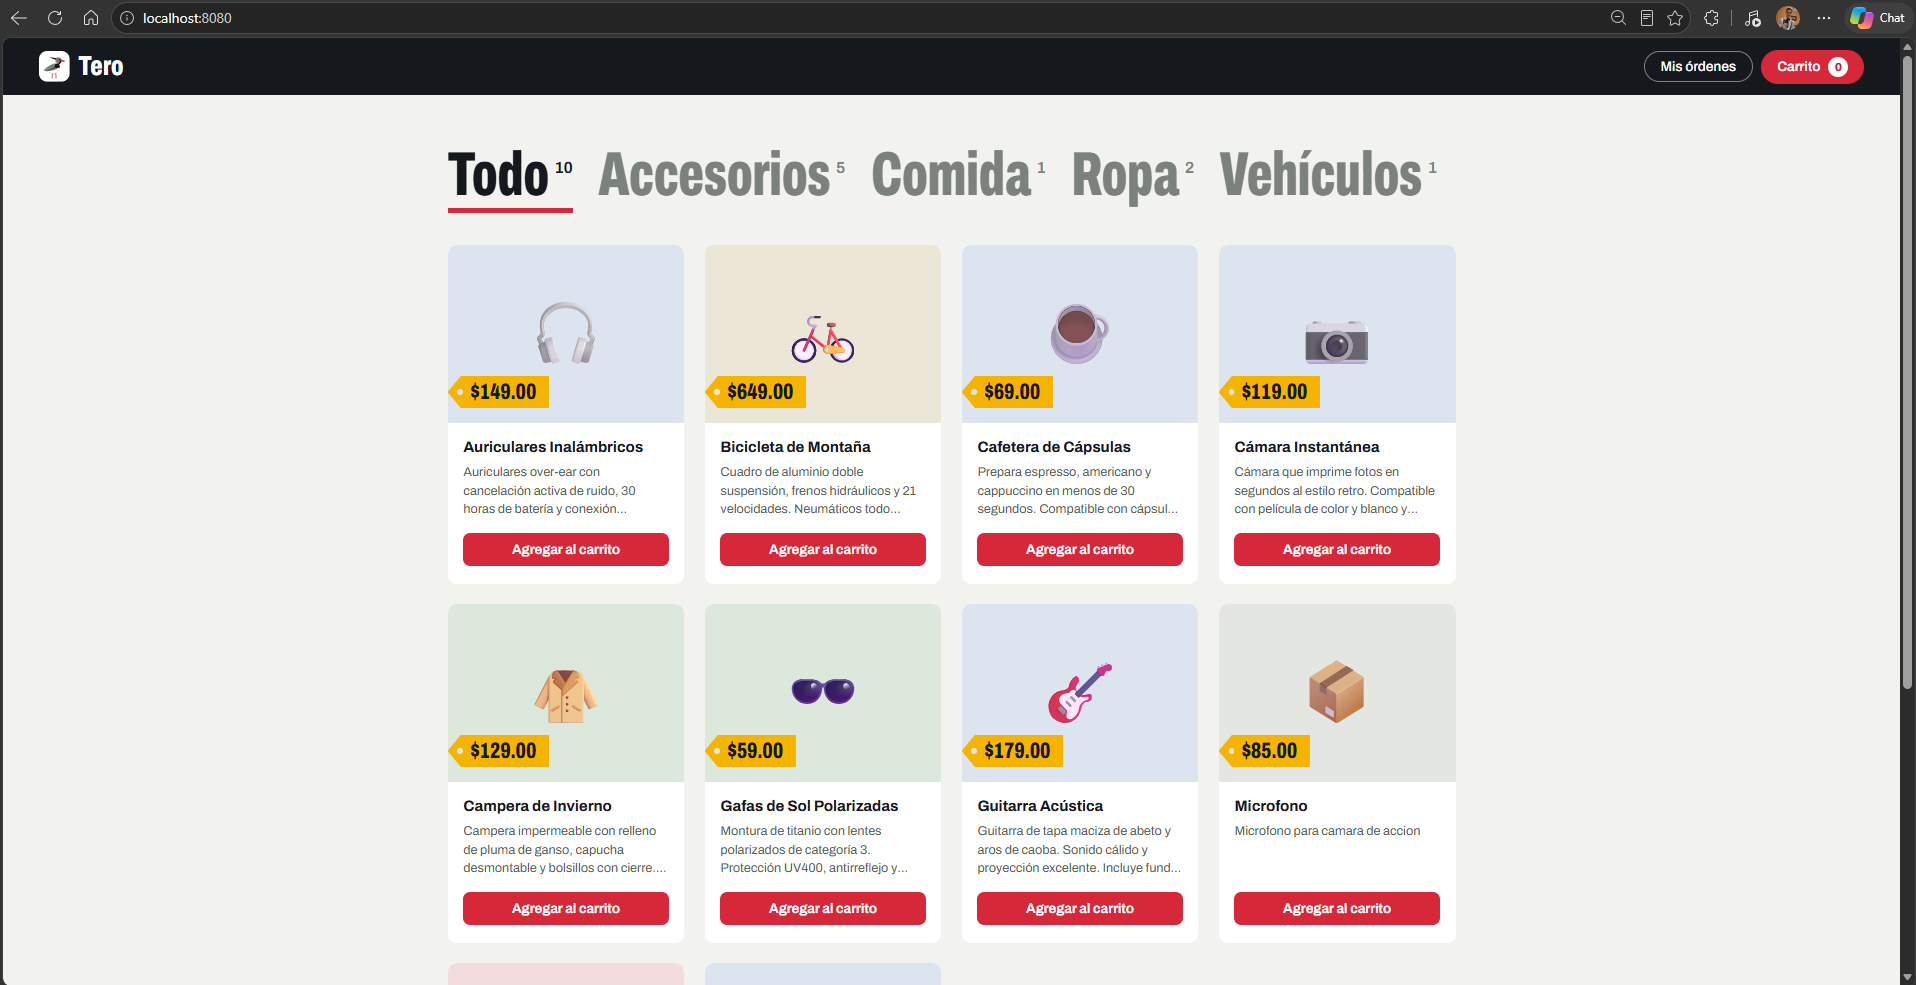 localhost:8080
Chat
Tero
Mis órdenes
Carrito 0
Todo 10 Accesorios 5 Comida 1 Ropa 2 Vehículos 1
$149.00
Auriculares Inalámbricos
Auriculares over-ear con
cancelación activa de ruido, 30
horas de batería y conexión...
Agregar al carrito
$649.00
Bicicleta de Montaña
Cuadro de aluminio doble
suspensión, frenos hidráulicos y 21
velocidades. Neumáticos todo...
Agregar al carrito
$69.00
Cafetera de Cápsulas
Prepara espresso, americano y
cappuccino en menos de 30
segundos. Compatible con cápsul...
Agregar al carrito
$119.00
Cámara Instantánea
Cámara que imprime fotos en
segundos al estilo retro. Compatible
con película de color y blanco y...
Agregar al carrito
$129.00
Campera de Invierno
Campera impermeable con relleno
de pluma de ganso, capucha
desmontable y bolsillos con cierre....
Agregar al carrito
$59.00
Gafas de Sol Polarizadas
Montura de titanio con lentes
polarizados de categoría 3.
Protección UV400, antirreflejo y...
Agregar al carrito
$179.00
Guitarra Acústica
Guitarra de tapa maciza de abeto y
aros de caoba. Sonido cálido y
proyección excelente. Incluye fund...
Agregar al carrito
$85.00
Microfono
Microfono para camara de accion
Agregar al carrito